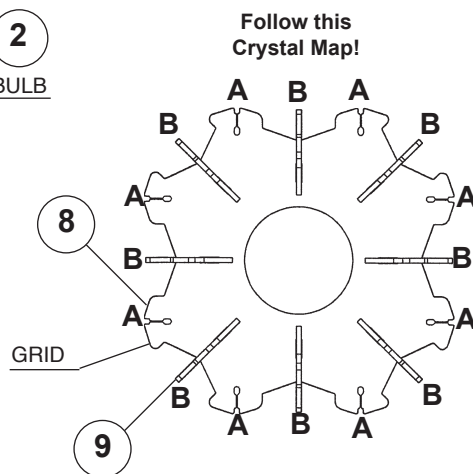 2
BULB
Follow this
Crystal Map!
A B A
B B
A A
8
B B
A A
GRID
B B B
A A
9